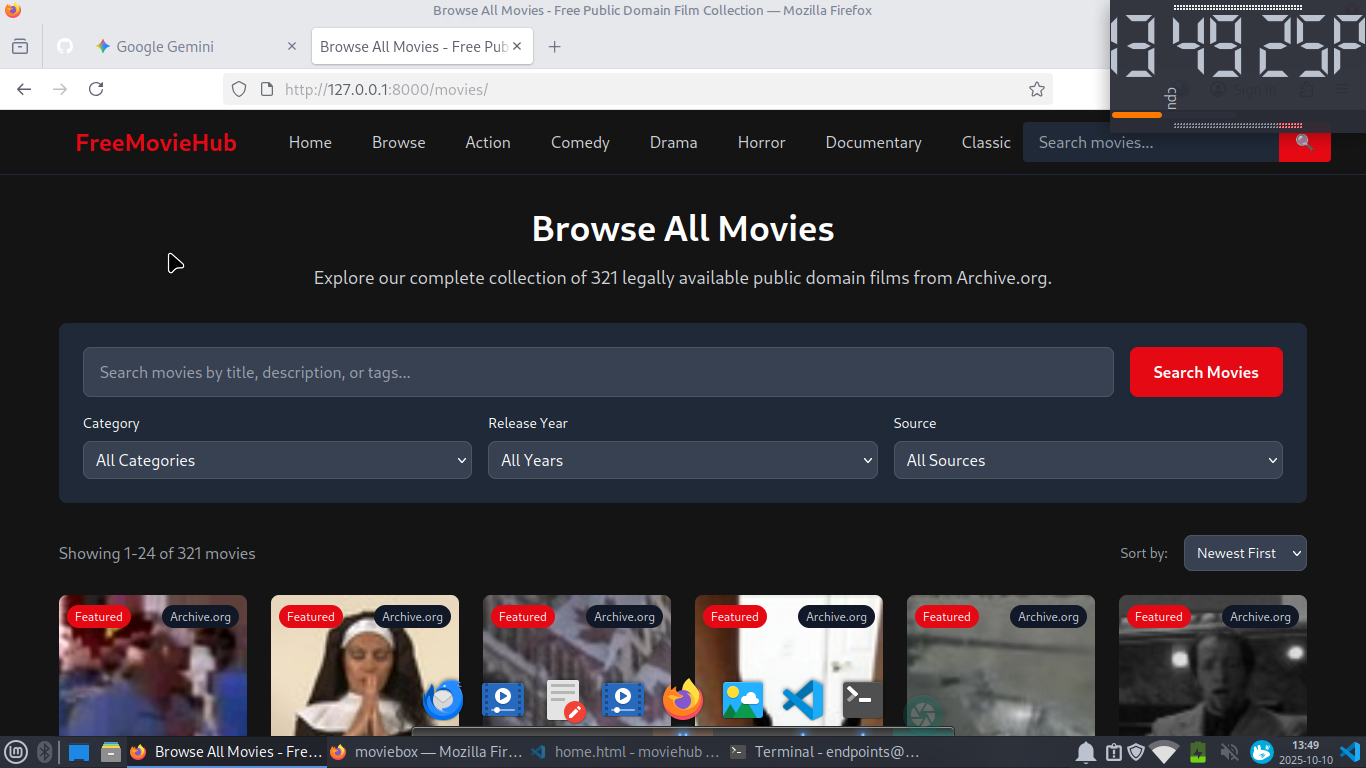 Browse All Movies - Free Public Domain Film Collection — Mozilla Firefox
Google Gemini
Browse All Movies - Free Pub
http://127.0.0.1:8000/movies/
cpu
FreeMovieHub
Home
Browse
Action
Comedy
Drama
Horror
Documentary
Classic
Search movies...
Browse All Movies
Explore our complete collection of 321 legally available public domain films from Archive.org.
Search movies by title, description, or tags...
Search Movies
Category
Release Year
Source
All Categories
All Years
All Sources
Showing 1-24 of 321 movies
Sort by:
Newest First
Featured
Archive.org
Featured
Archive.org
Featured
Archive.org
Featured
Archive.org
Featured
Archive.org
Featured
Archive.org
Browse All Movies - Fre...
moviebox — Mozilla Fir...
home.html - moviehub ...
Terminal - endpoints@...
13:49
2025-10-10